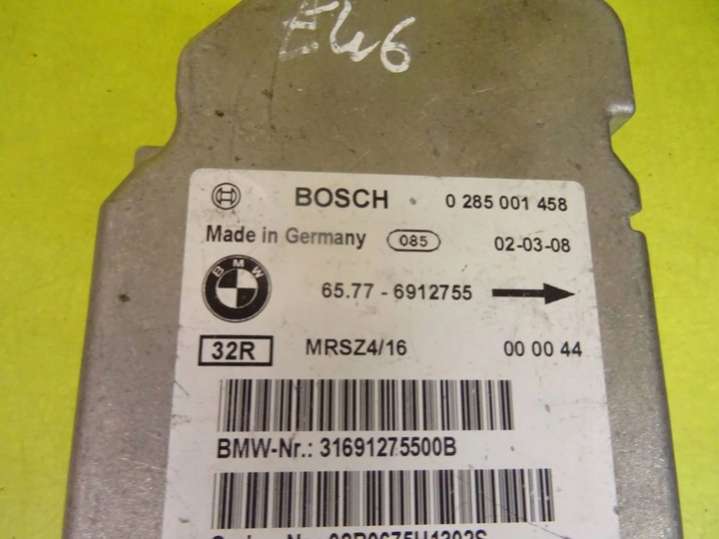 E46
BOSCH 0 285 001 458
Made in Germany 085 02-03-08
BMW
65.77 - 6912755
32R MRSZ4/16 00 00 44
BMW-Nr.: 31691275500B